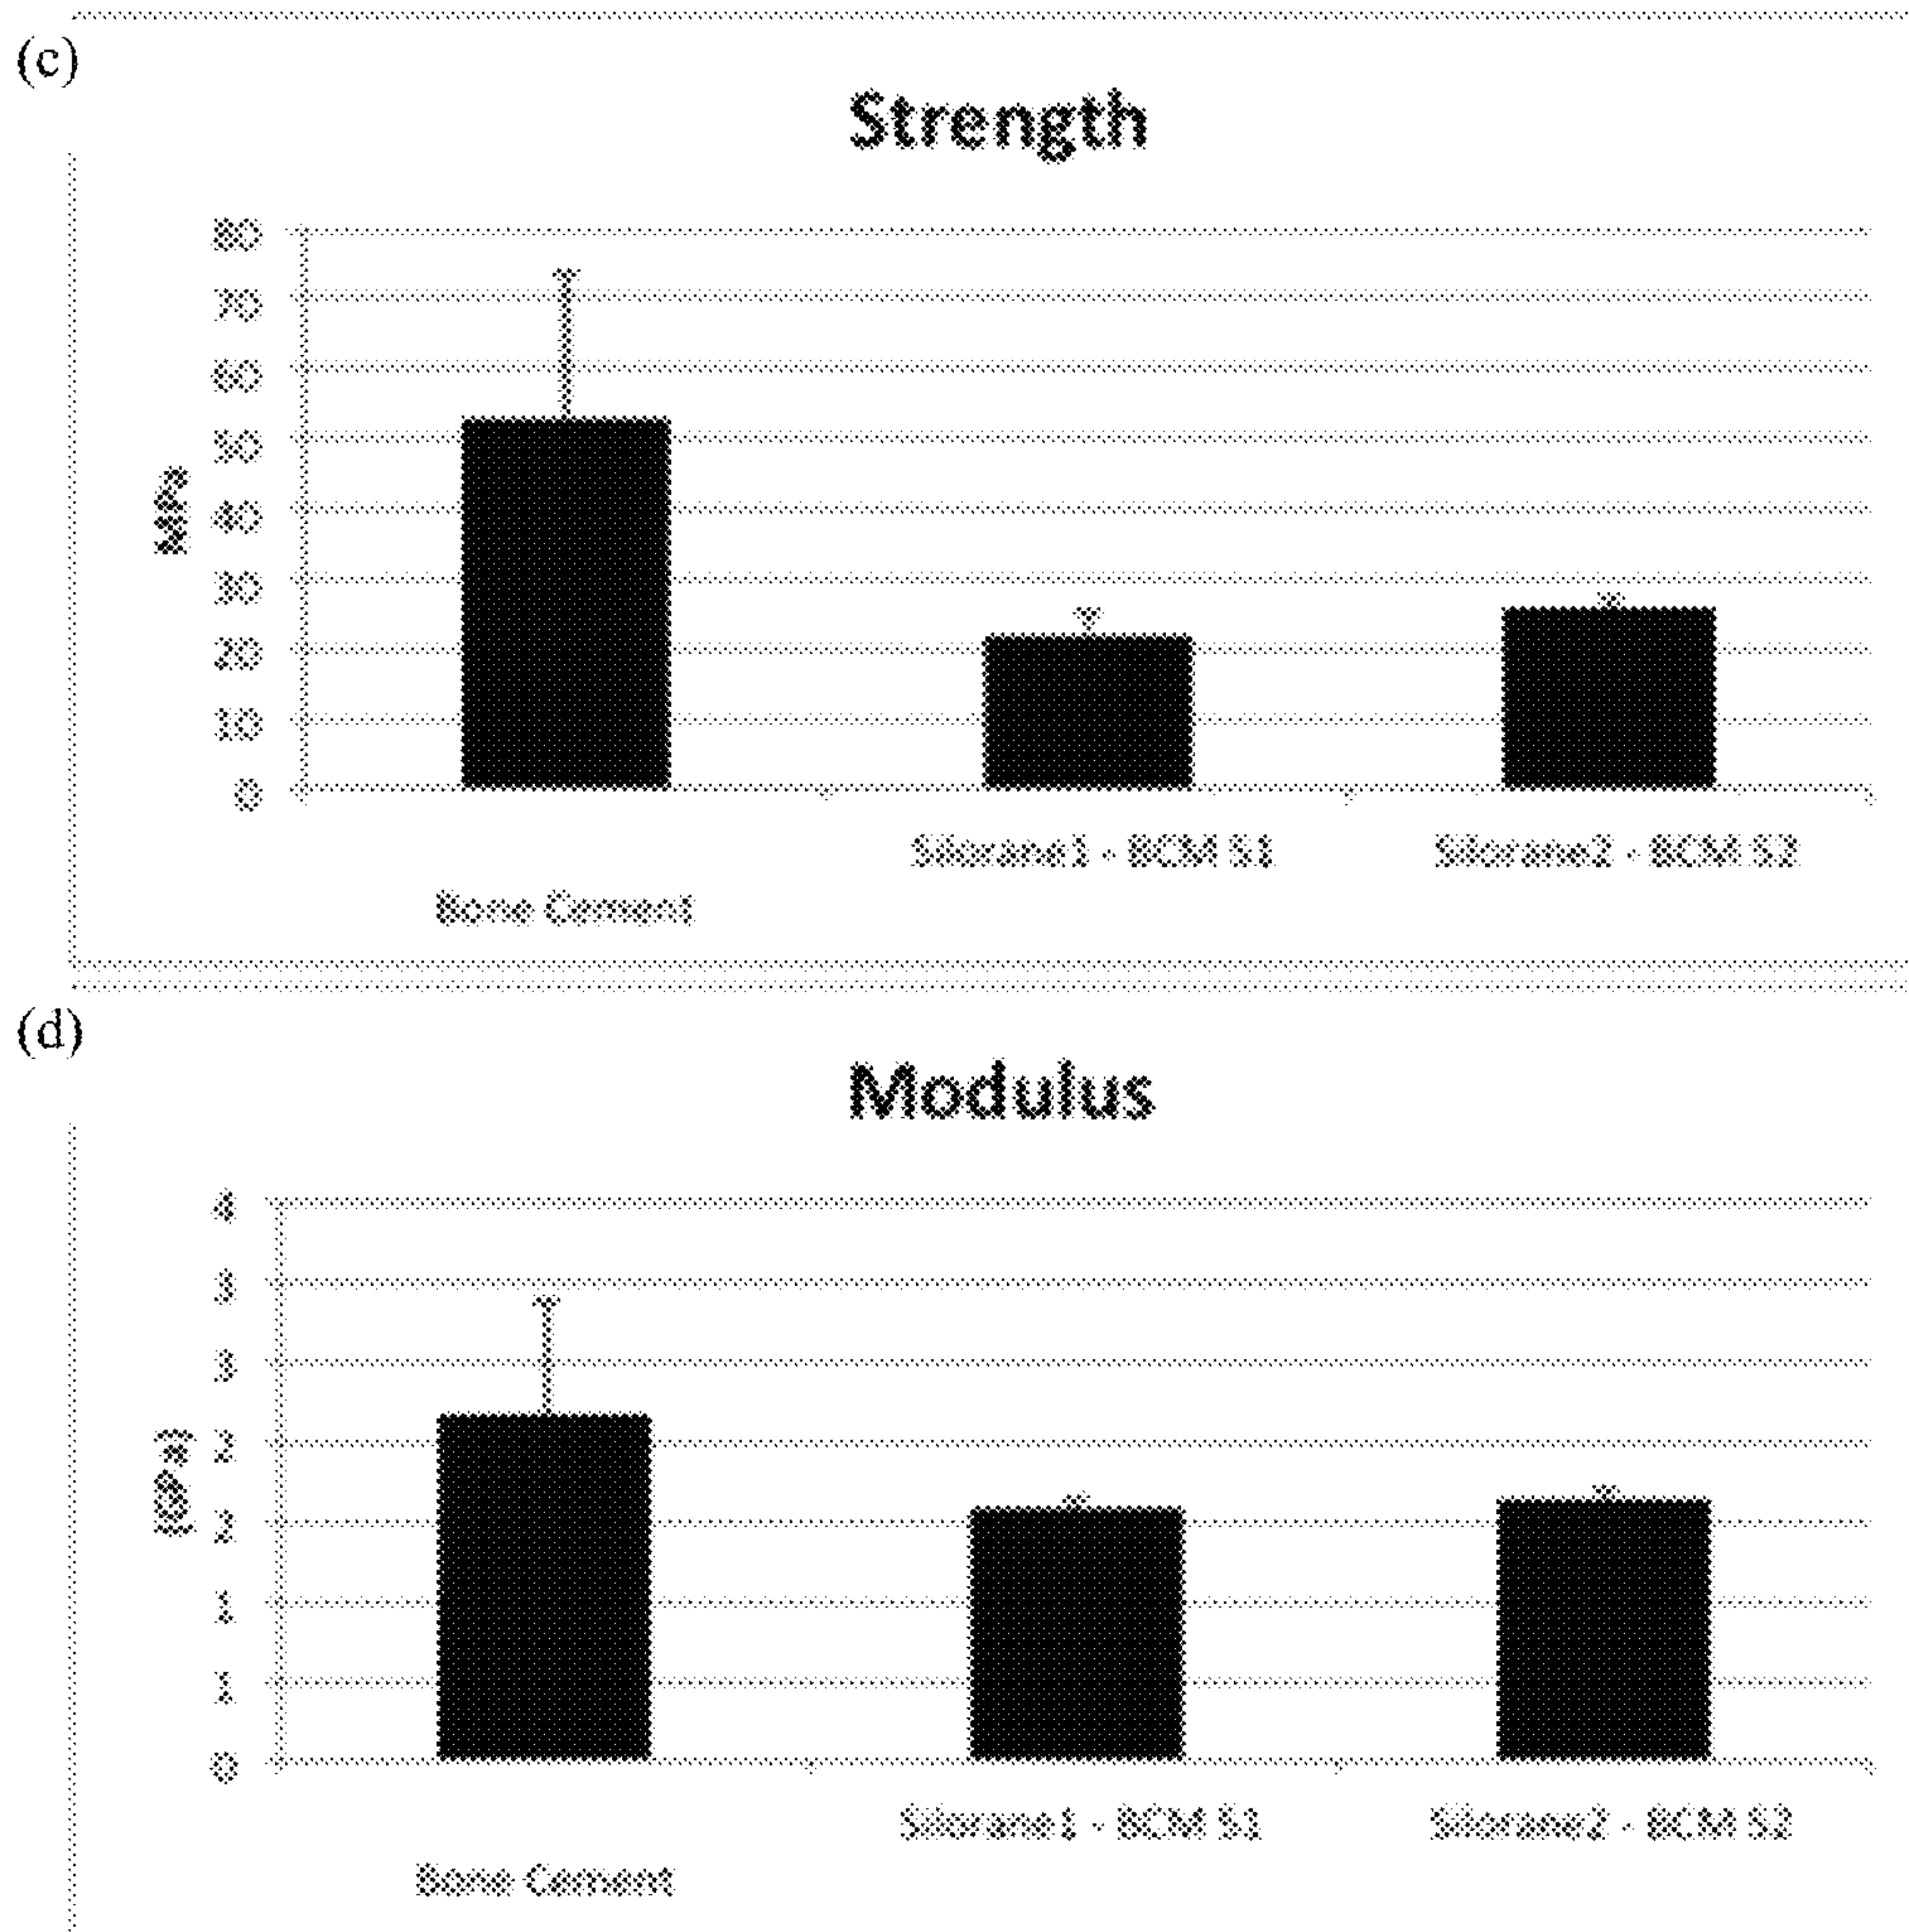 (c)
Strength
80
70
60
50
40
30
20
10
0
MPa
Silorane1 - BCM S1
Silorane2 - BCM S2
Bone Cement
(d)
Modulus
4
3
3
2
2
1
1
0
(GPa)
Silorane1 - BCM S1
Silorane2 - BCM S2
Bone Cement